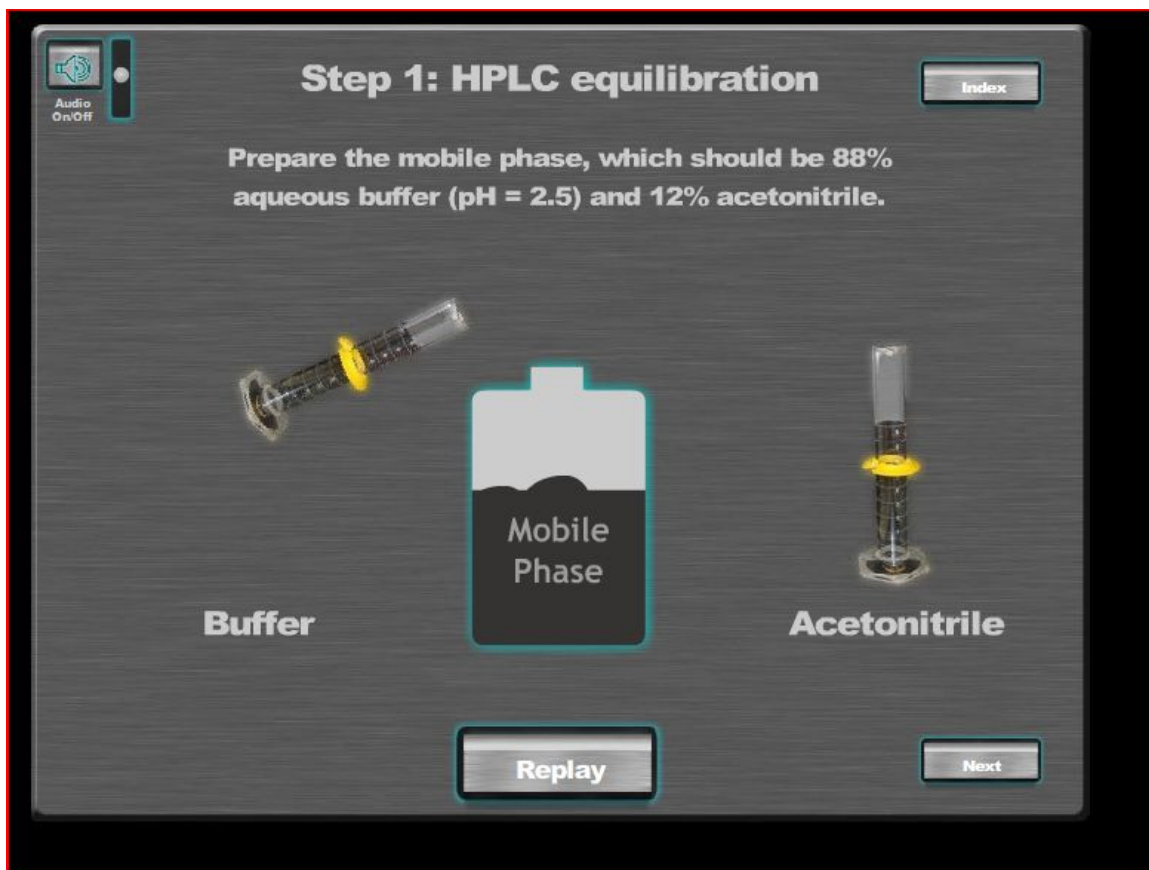 Audio
On/Off
Step 1: HPLC equilibration
Index
Prepare the mobile phase, which should be 88%
aqueous buffer (pH = 2.5) and 12% acetonitrile.
Mobile
Phase
Buffer
Acetonitrile
Replay
Next